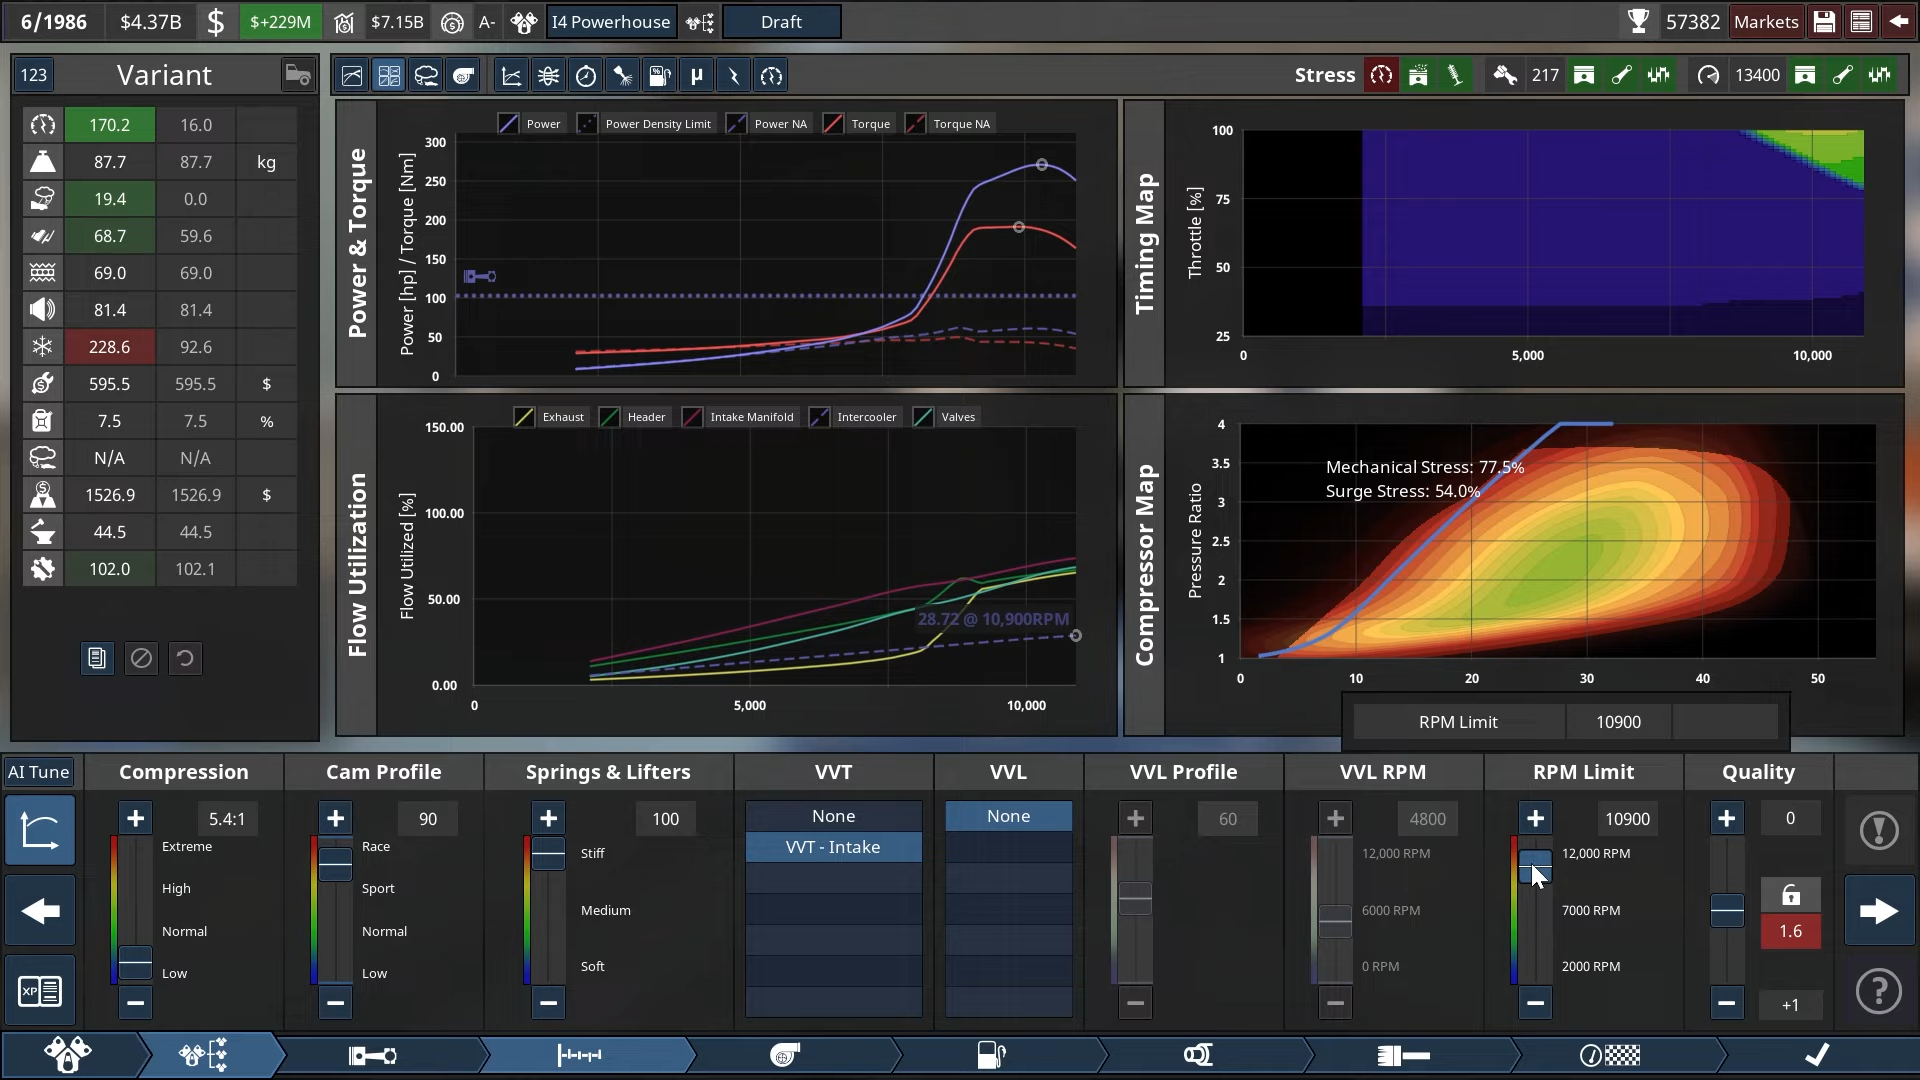 6/1986 $4.37B $ $+229M $7.15B A- I4 Powerhouse Draft 57382 Markets
123 Variant
Stress 217 13400
170.2 16.0
87.7 87.7 kg
19.4 0.0
68.7 59.6
69.0 69.0
81.4 81.4
228.6 92.6
595.5 595.5 $
7.5 7.5 %
N/A N/A
1526.9 1526.9 $
44.5 44.5
102.0 102.1
Power & Torque
Power Power Density Limit Power NA Torque Torque NA
Power [hp] / Torque [Nm]
300
250
200
150
100
50
0
Timing Map
Throttle [%]
100
75
50
25
0 5,000 10,000
Flow Utilization
Exhaust Header Intake Manifold Intercooler Valves
Flow Utilized [%]
150.00
100.00
50.00
0.00
28.72 @ 10,900RPM
0 5,000 10,000
Compressor Map
Pressure Ratio
4
3.5
3
2.5
2
1.5
1
Mechanical Stress: 77.5%
Surge Stress: 54.0%
0 10 20 30 40 50
RPM Limit 10900
AI Tune Compression Cam Profile Springs & Lifters VVT VVL VVL Profile VVL RPM RPM Limit Quality
+ 5.4:1
Extreme
High
Normal
Low
−
+ 90
Race
Sport
Normal
Low
−
+ 100
Stiff
Medium
Soft
−
None
VVT - Intake
None
+ 60
−
+ 4800
12,000 RPM
6000 RPM
0 RPM
−
+ 10900
12,000 RPM
7000 RPM
2000 RPM
−
+ 0
1.6
− +1
XP
!
?